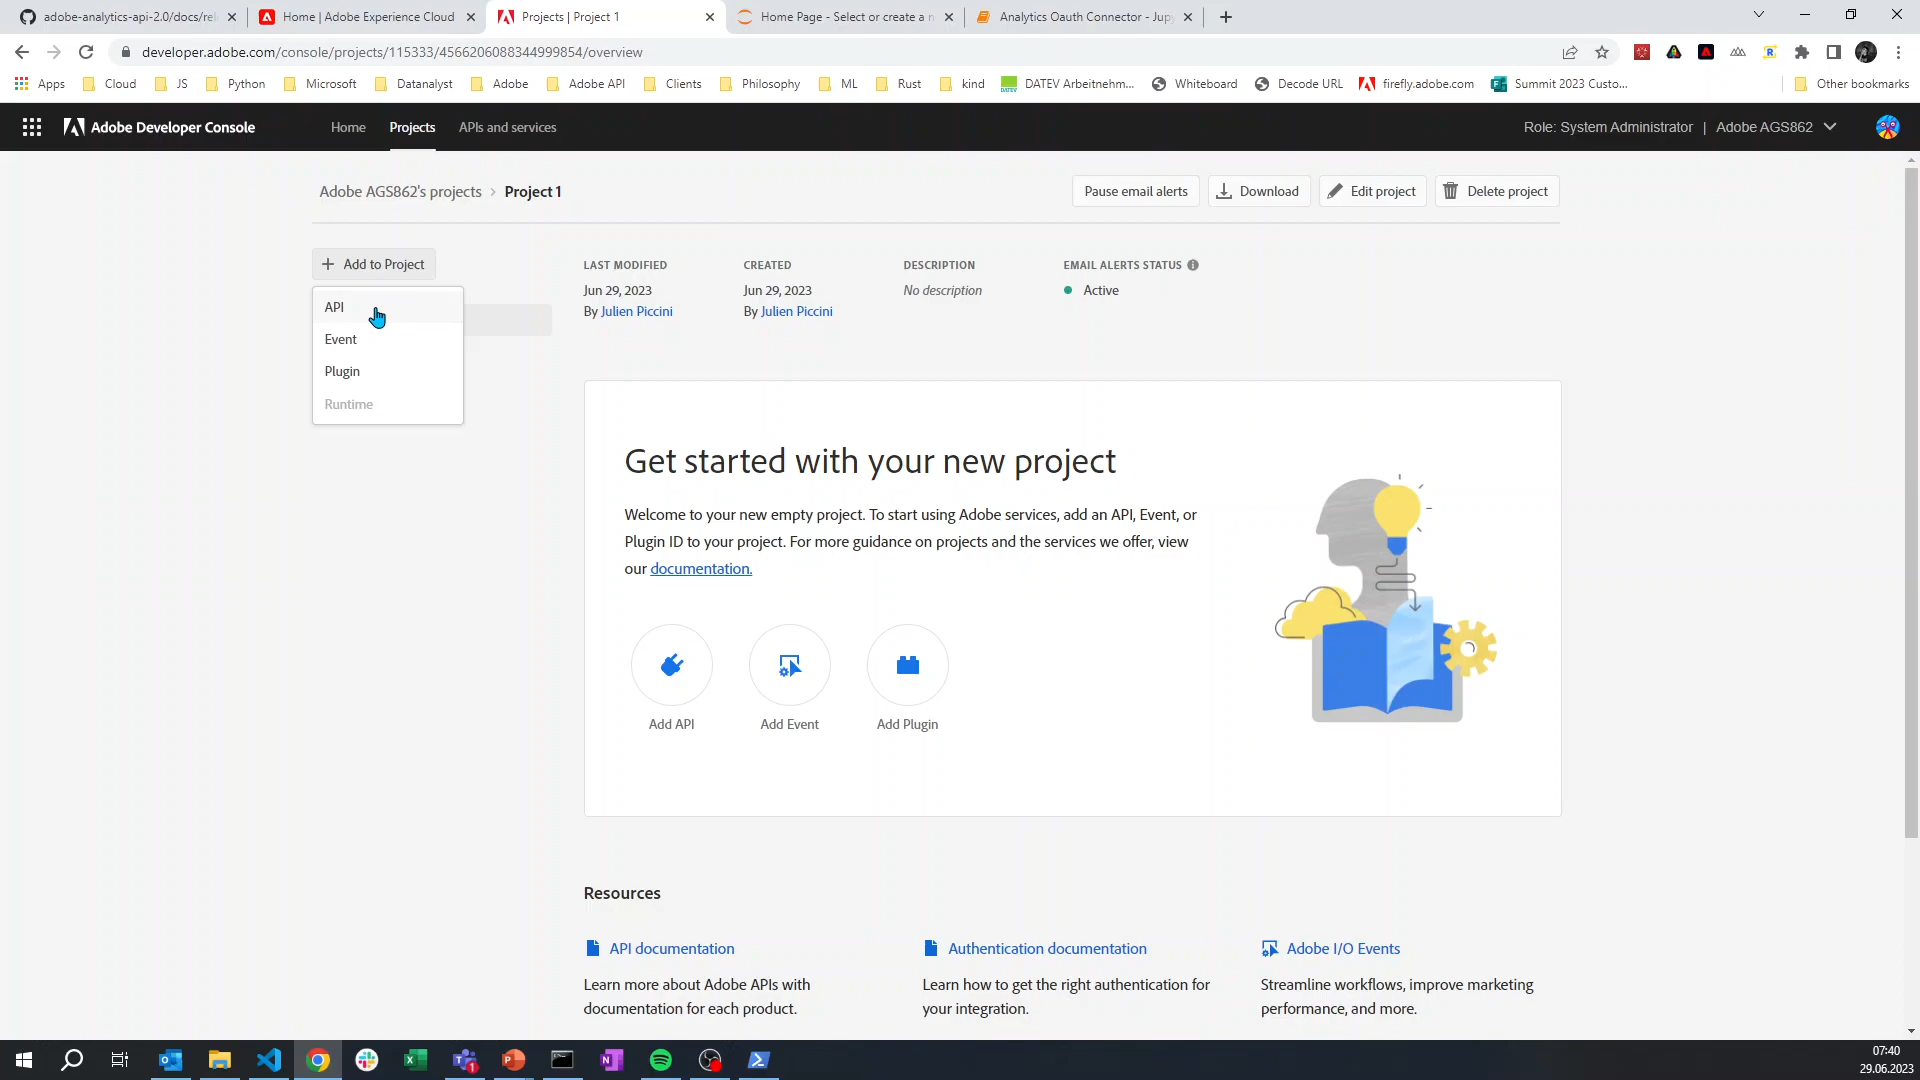 adobe-analytics-api-2.0/docs/rel
Home | Adobe Experience Cloud
Projects | Project 1
Home Page - Select or create a n
Analytics Oauth Connector - Jup
developer.adobe.com/console/projects/115333/4566206088344999854/overview
Apps
Cloud
JS
Python
Microsoft
Datanalyst
Adobe
Adobe API
Clients
Philosophy
ML
Rust
kind
DATEV Arbeitnehm...
Whiteboard
Decode URL
firefly.adobe.com
Summit 2023 Custo...
Other bookmarks
Adobe Developer Console
Home
Projects
APIs and services
Role: System Administrator | Adobe AGS862
Adobe AGS862's projects > Project 1
Pause email alerts
Download
Edit project
Delete project
+ Add to Project
API
Event
Plugin
Runtime
LAST MODIFIED
Jun 29, 2023
By Julien Piccini
CREATED
Jun 29, 2023
By Julien Piccini
DESCRIPTION
No description
EMAIL ALERTS STATUS
Active
Get started with your new project
Welcome to your new empty project. To start using Adobe services, add an API, Event, or
Plugin ID to your project. For more guidance on projects and the services we offer, view
our documentation.
Add API
Add Event
Add Plugin
Resources
API documentation
Learn more about Adobe APIs with
documentation for each product.
Authentication documentation
Learn how to get the right authentication for
your integration.
Adobe I/O Events
Streamline workflows, improve marketing
performance, and more.
07:40
29.06.2023